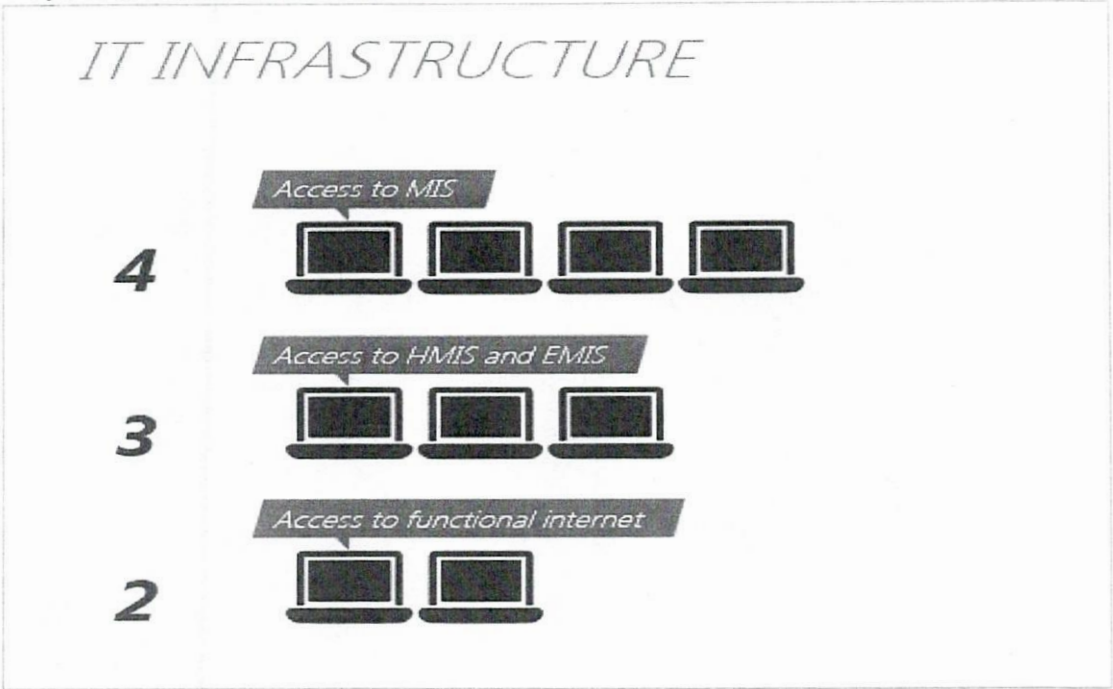 IT INFRASTRUCTURE
Access to MIS
4
Access to HMIS and EMIS
3
Access to functional internet
2